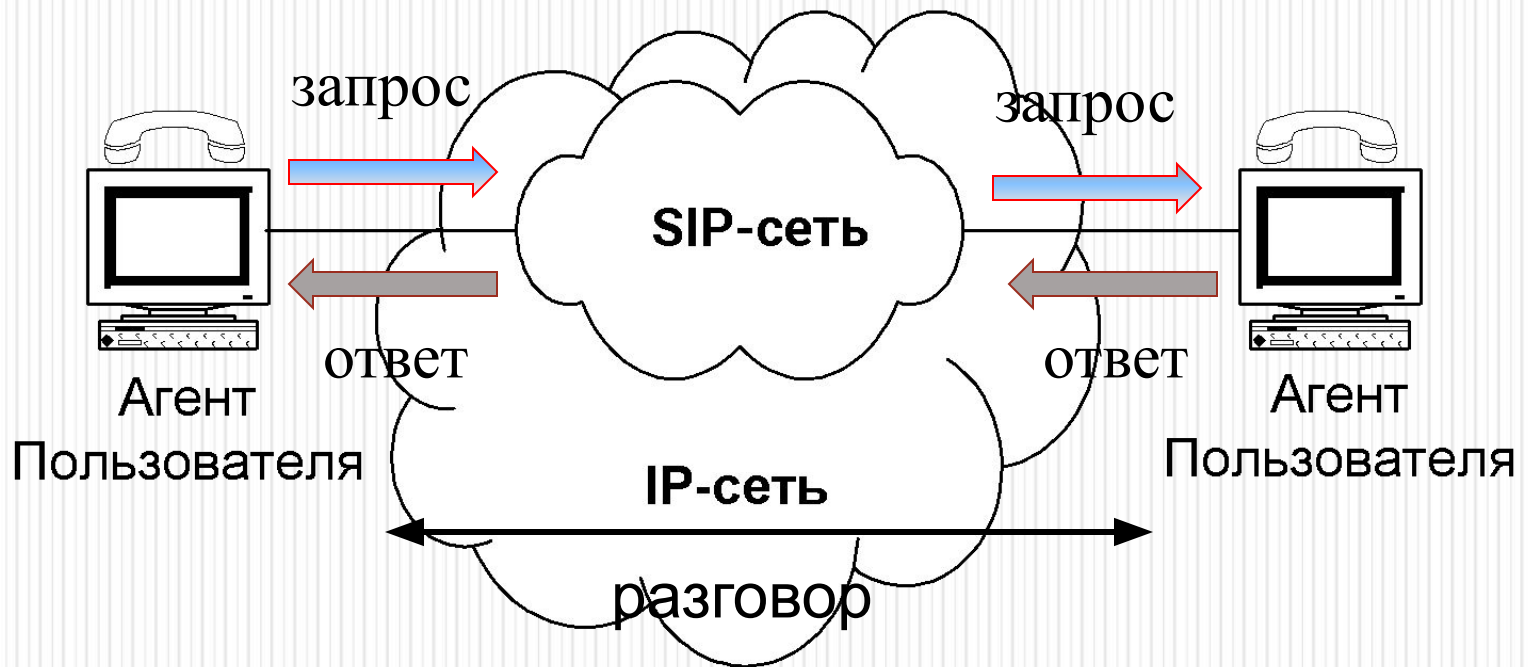 запрос
запрос
SIP-сеть
ответ
ответ
Агент
Пользователя
Агент
Пользователя
IP-сеть
разговор